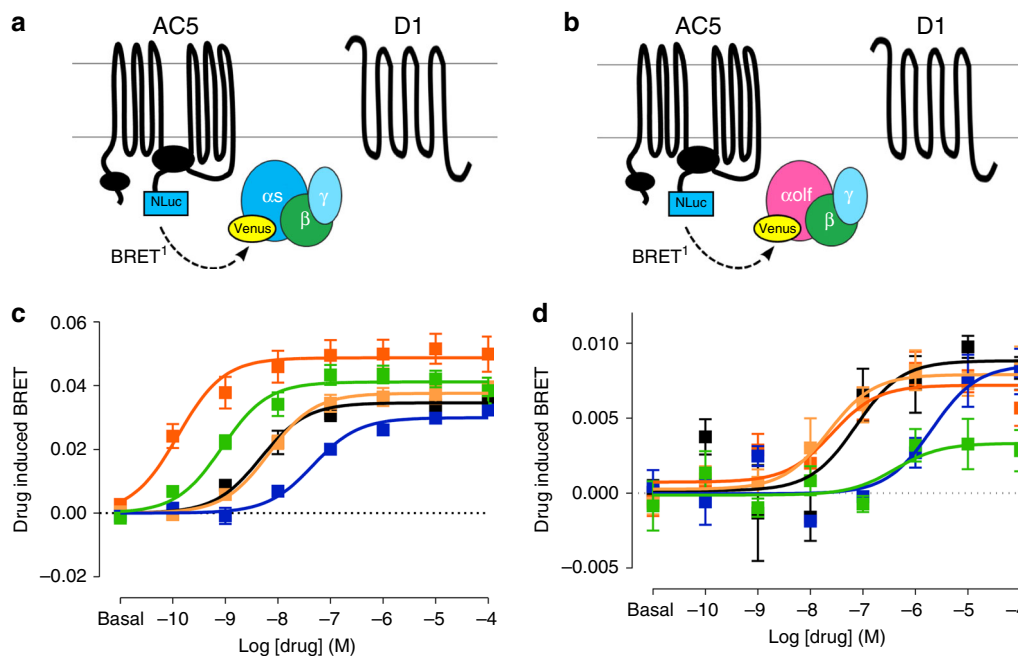 a
AC5
D1
NLuc
αs
β
γ
Venus
BRET1
b
AC5
D1
NLuc
αolf
β
γ
Venus
BRET1
c
Drug induced BRET
0.06
0.04
0.02
0.00
−0.02
Basal −10 −9 −8 −7 −6 −5 −4
Log [drug] (M)
d
Drug induced BRET
0.010
0.005
0.000
−0.005
Basal −10 −9 −8 −7 −6 −5 −4
Log [drug] (M)